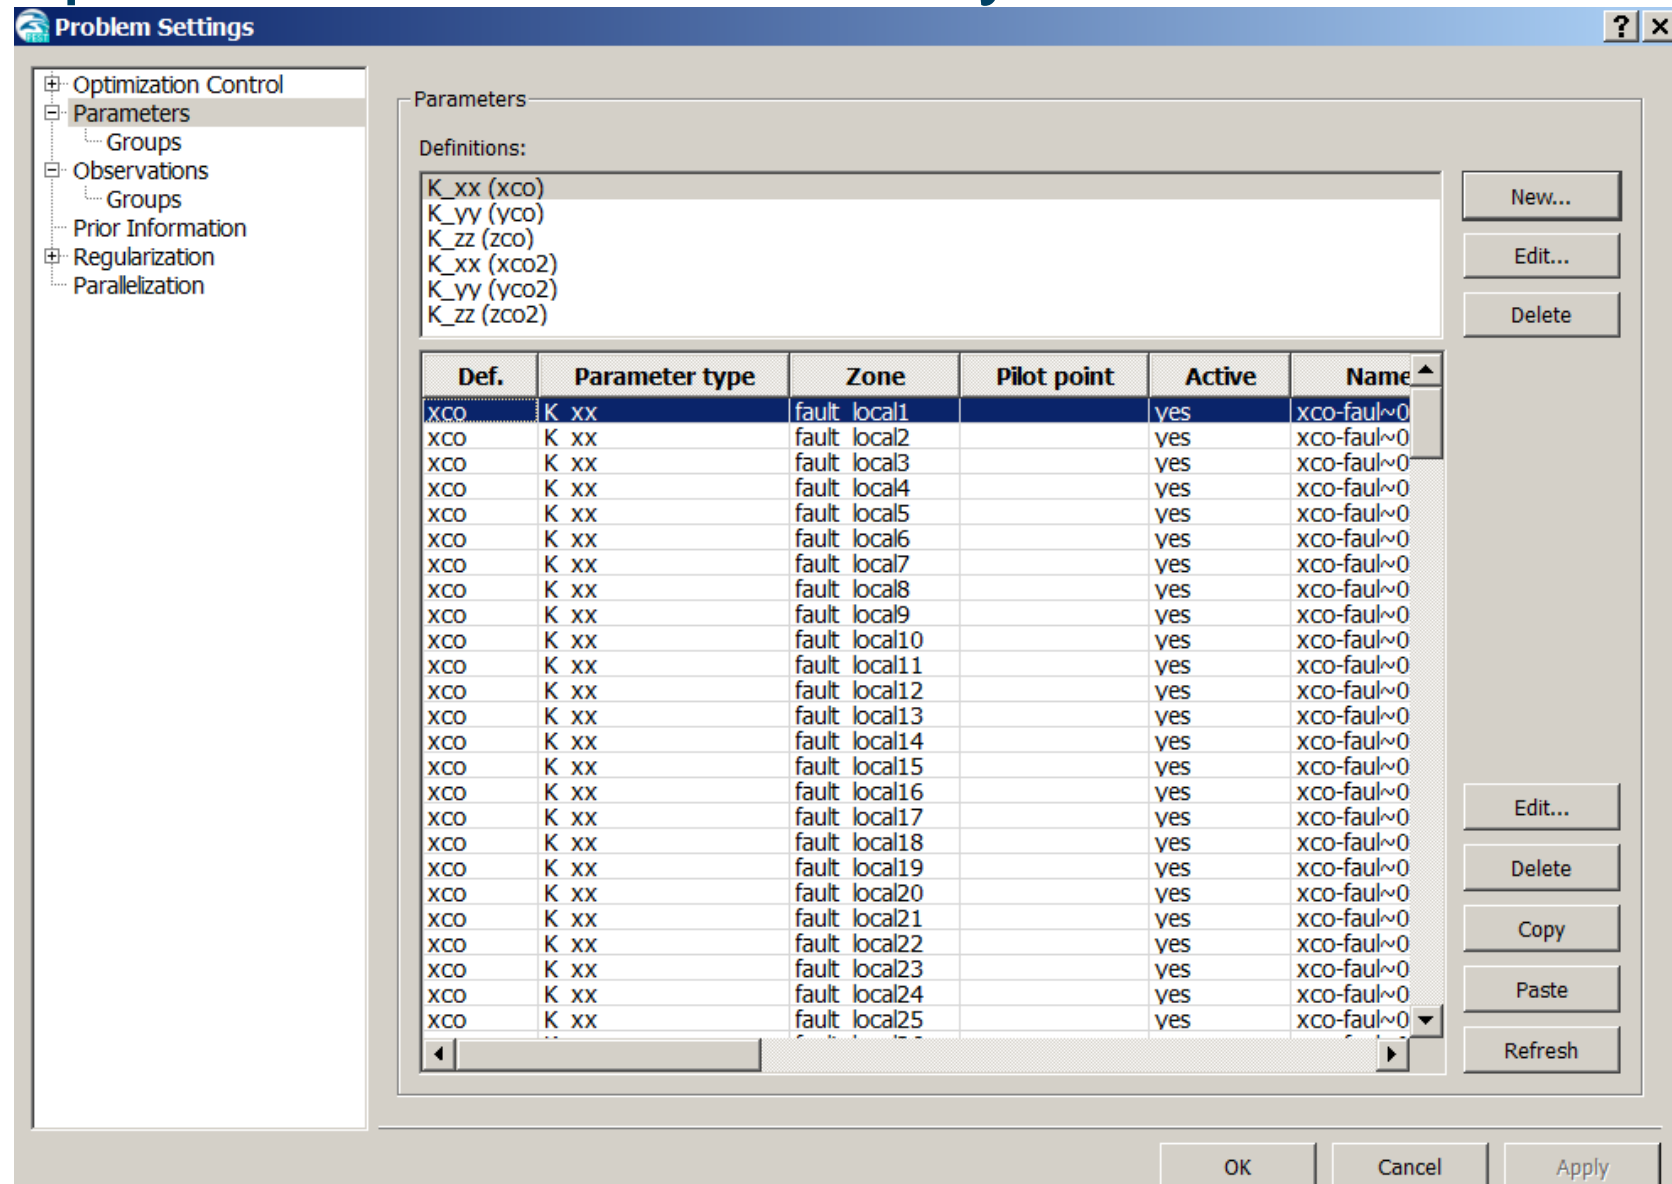 Problem Settings
Optimization Control
Parameters
Groups
Observations
Groups
Prior Information
Regularization
Parallelization
Parameters
Definitions:
K_xx (xco)
K_yy (yco)
K_zz (zco)
K_xx (xco2)
K_yy (yco2)
K_zz (zco2)
New...
Edit...
Delete
Def. Parameter type Zone Pilot point Active Name
xco K_xx fault_local1 yes xco-faul~0
xco K_xx fault_local2 yes xco-faul~0
xco K_xx fault_local3 yes xco-faul~0
xco K_xx fault_local4 yes xco-faul~0
xco K_xx fault_local5 yes xco-faul~0
xco K_xx fault_local6 yes xco-faul~0
xco K_xx fault_local7 yes xco-faul~0
xco K_xx fault_local8 yes xco-faul~0
xco K_xx fault_local9 yes xco-faul~0
xco K_xx fault_local10 yes xco-faul~0
xco K_xx fault_local11 yes xco-faul~0
xco K_xx fault_local12 yes xco-faul~0
xco K_xx fault_local13 yes xco-faul~0
xco K_xx fault_local14 yes xco-faul~0
xco K_xx fault_local15 yes xco-faul~0
xco K_xx fault_local16 yes xco-faul~0
xco K_xx fault_local17 yes xco-faul~0
xco K_xx fault_local18 yes xco-faul~0
xco K_xx fault_local19 yes xco-faul~0
xco K_xx fault_local20 yes xco-faul~0
xco K_xx fault_local21 yes xco-faul~0
xco K_xx fault_local22 yes xco-faul~0
xco K_xx fault_local23 yes xco-faul~0
xco K_xx fault_local24 yes xco-faul~0
xco K_xx fault_local25 yes xco-faul~0
Edit...
Delete
Copy
Paste
Refresh
OK Cancel Apply